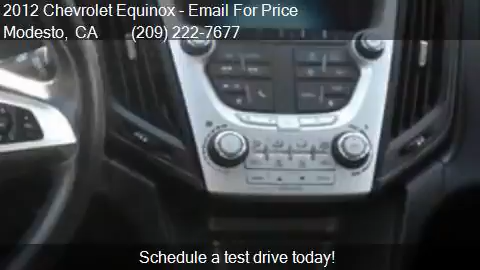 2012 Chevrolet Equinox - Email For Price
Modesto, CA (209) 222-7677
Schedule a test drive today!